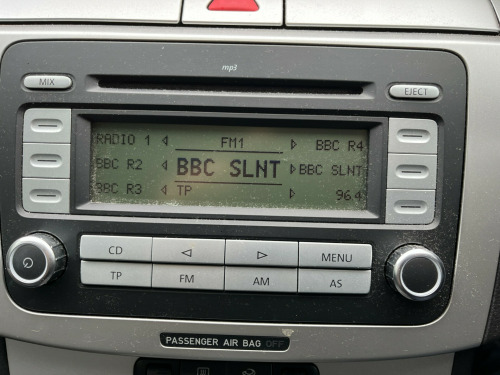 mp3
MIX
EJECT
RADIO 1 FM1 BBC R4
BBC R2 BBC SLNT BBC SLNT
BBC R3 TP 96.4
CD MENU
TP FM AM AS
PASSENGER AIR BAG OFF